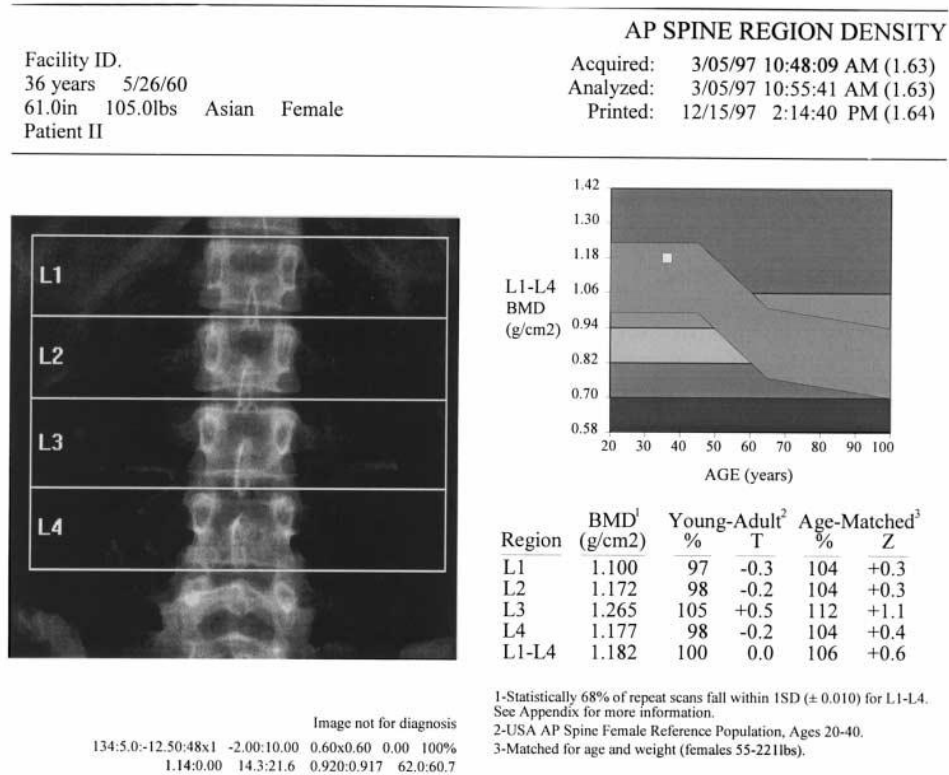 AP SPINE REGION DENSITY
Facility ID.
36 years 5/26/60
61.0in 105.0lbs Asian Female
Patient II
Acquired: 3/05/97 10:48:09 AM (1.63)
Analyzed: 3/05/97 10:55:41 AM (1.63)
Printed: 12/15/97 2:14:40 PM (1.64)
L1
L2
L3
L4
Image not for diagnosis
134:5.0:-12.50:48x1 -2.00:10.00 0.60x0.60 0.00 100%
1.14:0.00 14.3:21.6 0.920:0.917 62.0:60.7
L1-L4
BMD
(g/cm2)
1.42
1.30
1.18
1.06
0.94
0.82
0.70
0.58
20 30 40 50 60 70 80 90 100
AGE (years)
BMD¹ Young-Adult² Age-Matched³
Region (g/cm2) % T % Z
L1 1.100 97 -0.3 104 +0.3
L2 1.172 98 -0.2 104 +0.3
L3 1.265 105 +0.5 112 +1.1
L4 1.177 98 -0.2 104 +0.4
L1-L4 1.182 100 0.0 106 +0.6
1-Statistically 68% of repeat scans fall within 1SD (± 0.010) for L1-L4.
See Appendix for more information.
2-USA AP Spine Female Reference Population, Ages 20-40.
3-Matched for age and weight (females 55-221lbs).